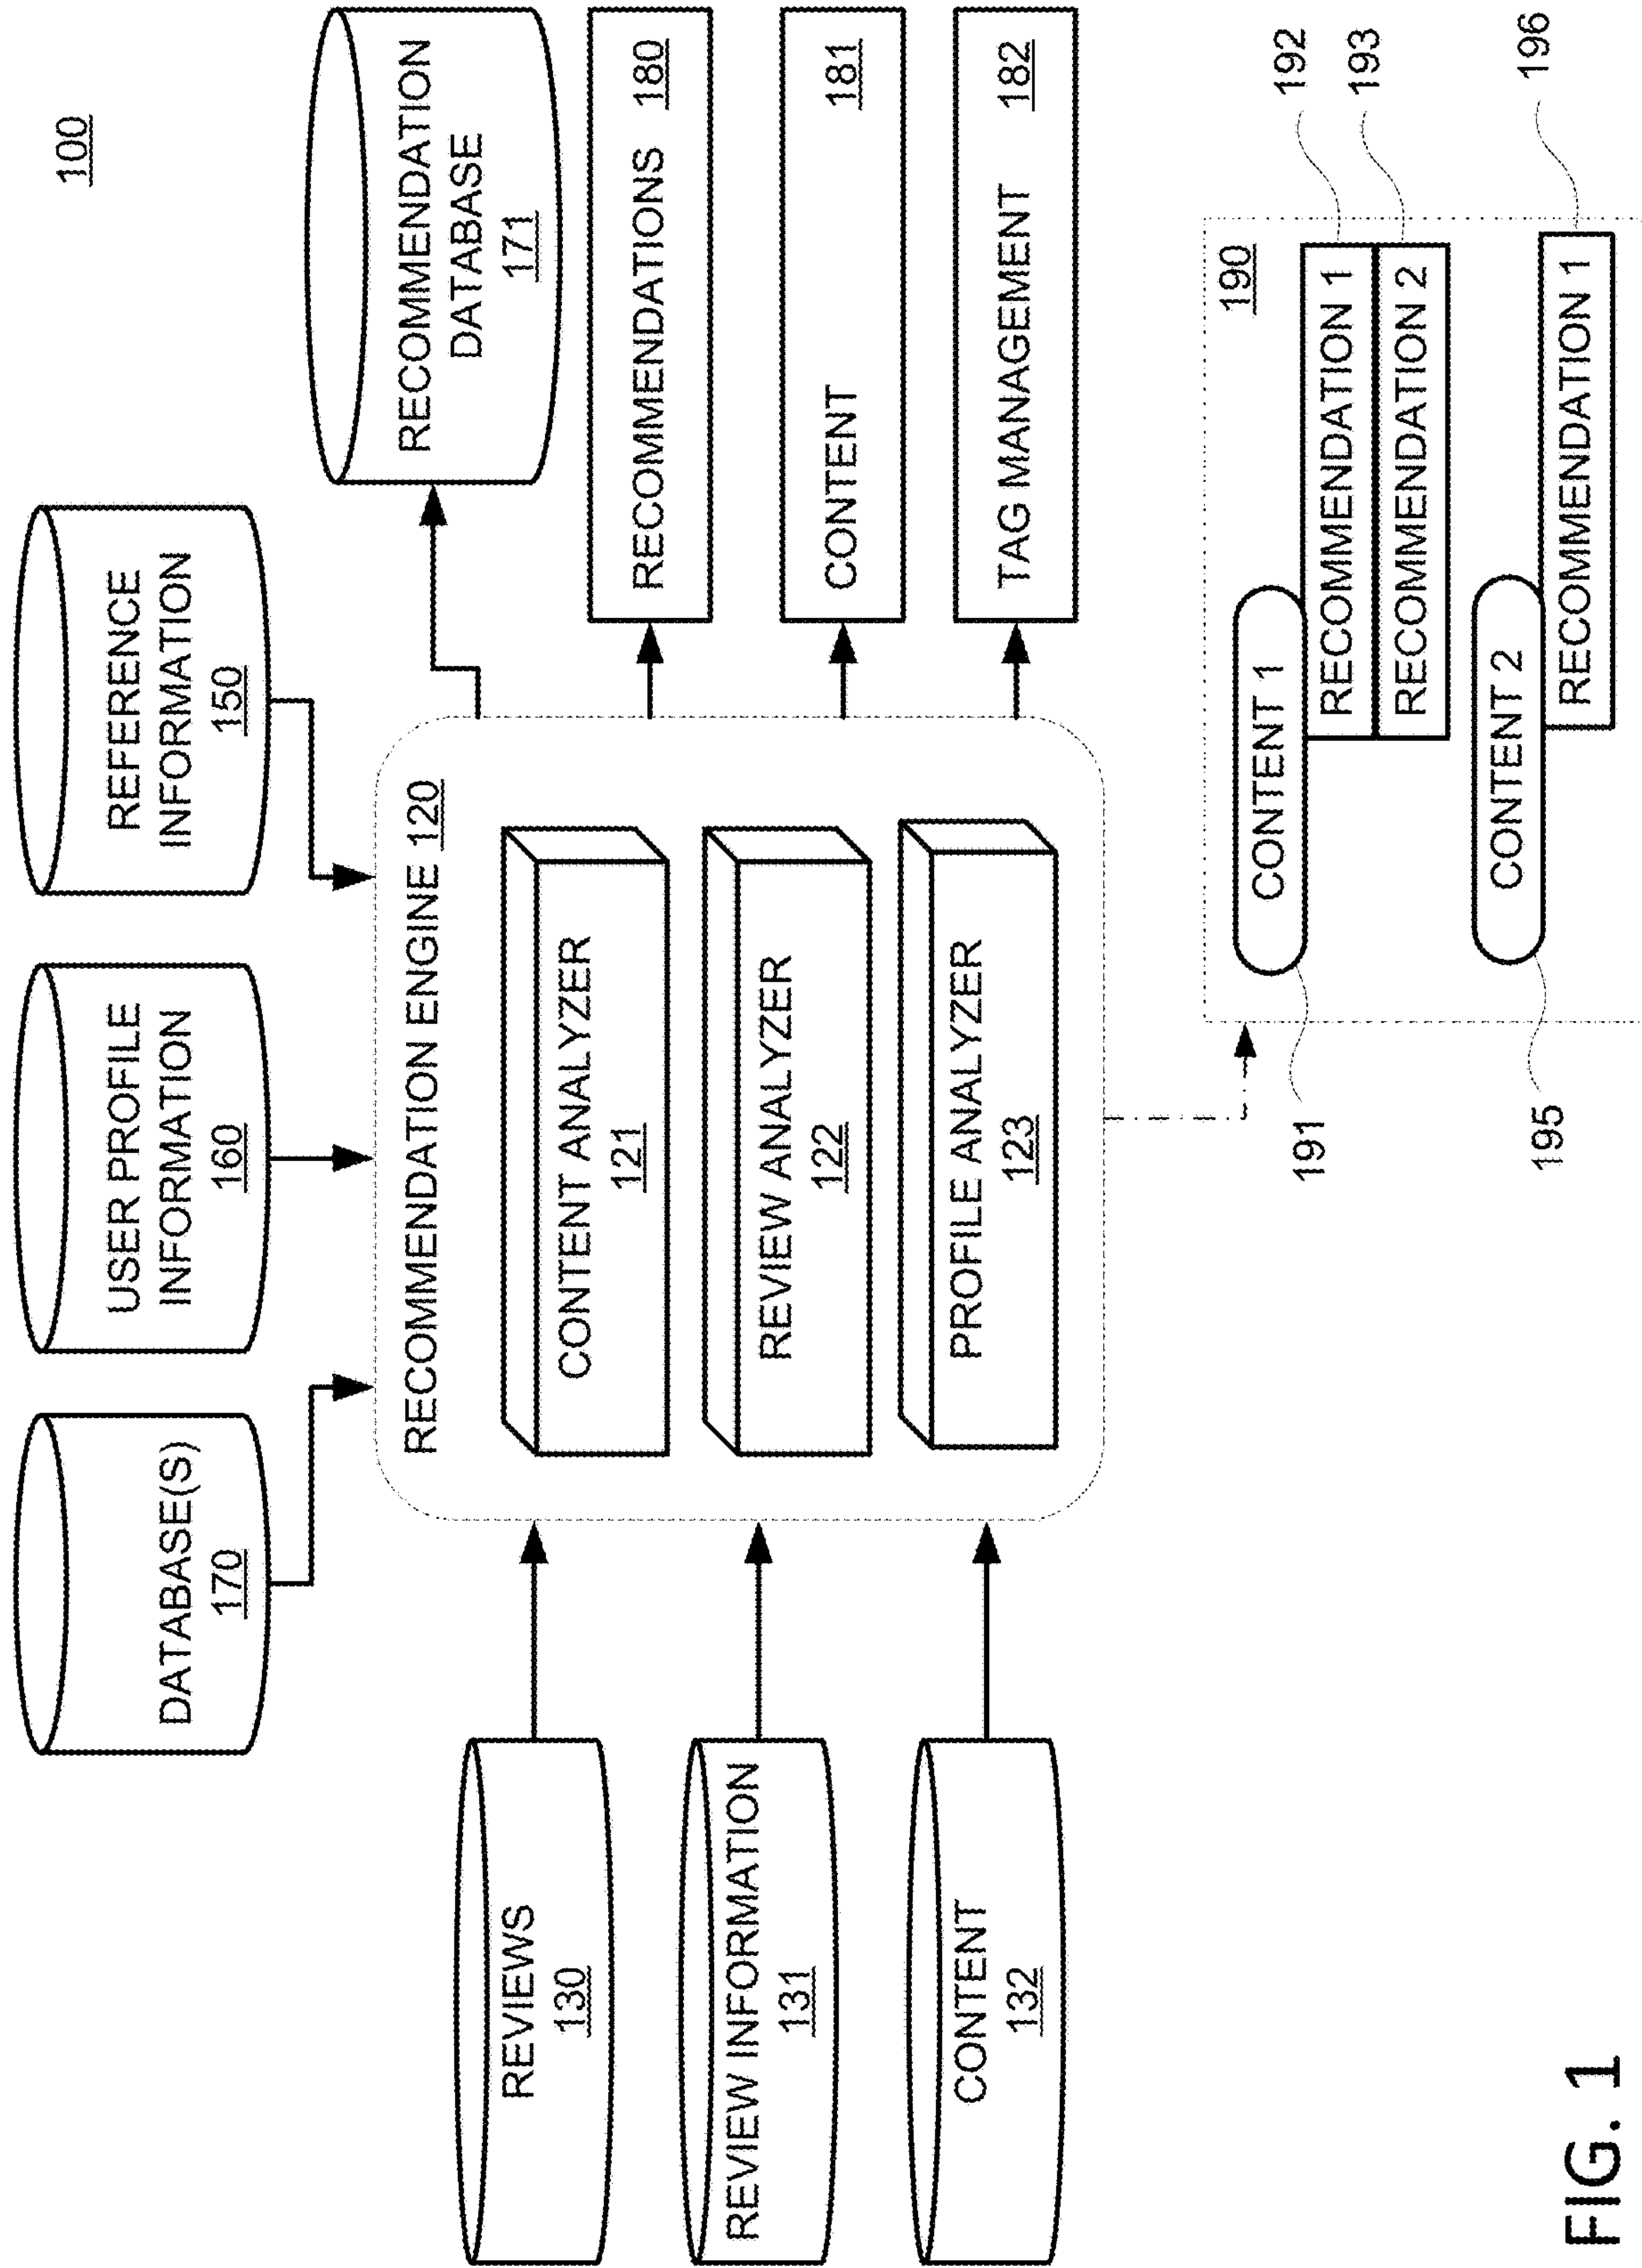 100
DATABASE(S)
170
USER PROFILE
INFORMATION
160
REFERENCE
INFORMATION
150
RECOMMENDATION
DATABASE
171
REVIEWS
130
REVIEW INFORMATION
131
CONTENT
132
RECOMMENDATION ENGINE 120
CONTENT ANALYZER
121
REVIEW ANALYZER
122
PROFILE ANALYZER
123
RECOMMENDATIONS 180
CONTENT 181
TAG MANAGEMENT 182
190
CONTENT 1
RECOMMENDATION 1
RECOMMENDATION 2
191
192
193
CONTENT 2
RECOMMENDATION 1
195
196
FIG. 1